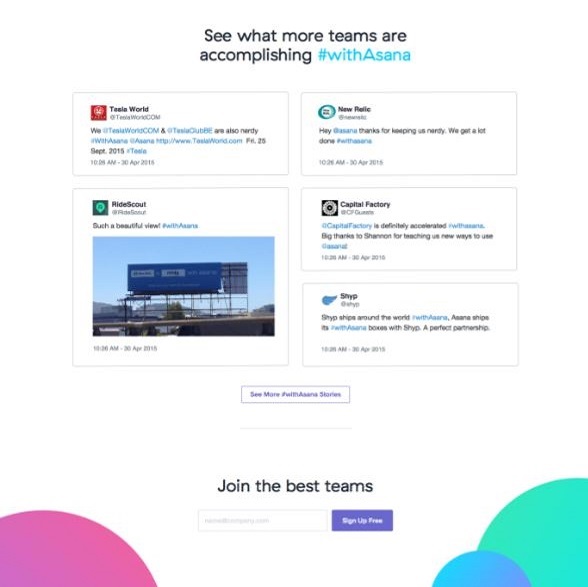 See what more teams are
accomplishing #withAsana
Tesla World
@TeslaWorldCOM
We @TeslaWorldCOM & @TeslaClubBE are also nerdy
#WithAsana @Asana http://www.TeslaWorld.com Fri, 25
Sept. 2015 #Tesla
10:26 AM - 30 Apr 2015
New Relic
@newrelic
Hey @asana thanks for keeping us nerdy. We get a lot
done #withasana
10:26 AM - 30 Apr 2015
RideScout
@RideScout
Such a beautiful view! #withAsana
with asana
10:26 AM - 30 Apr 2015
Capital Factory
@CFGuests
@CapitalFactory is definitely accelerated #withasana.
Big thanks to Shannon for teaching us new ways to use
@asana!
10:26 AM - 30 Apr 2015
Shyp
@shyp
Shyp ships around the world #withAsana, Asana ships
its #withAsana boxes with Shyp. A perfect partnership.
10:26 AM - 30 Apr 2015
See More #withAsana Stories
Join the best teams
name@company.com
Sign Up Free